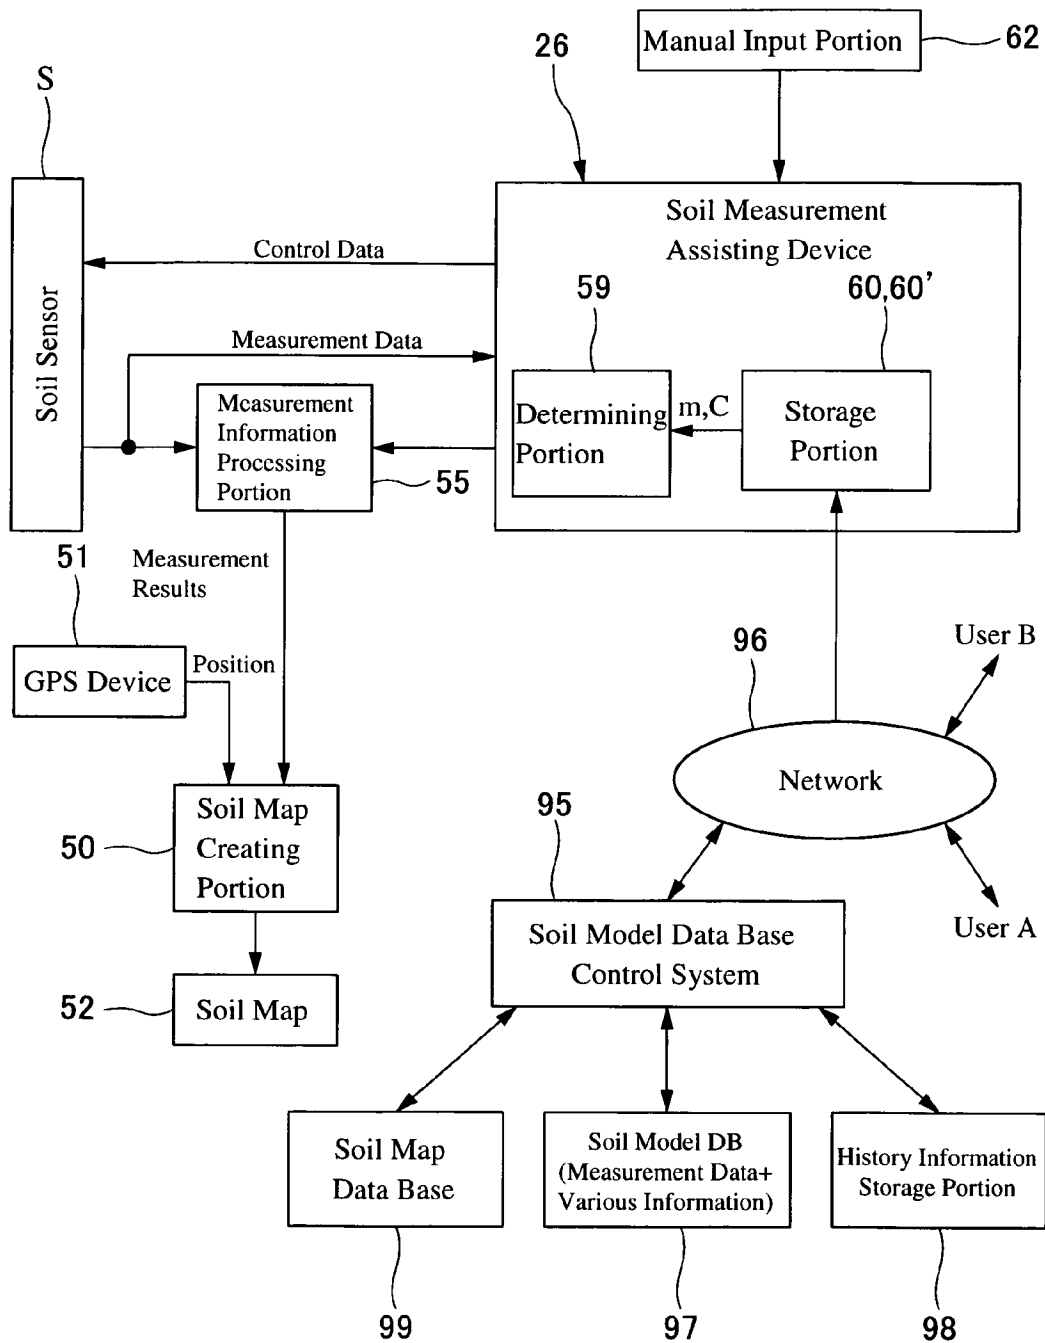 Manual Input Portion
62
26
S
Soil Measurement
Assisting Device
Control Data
59
60,60’
Soil Sensor
Measurement Data
Measurement
Information
Processing
Portion
Determining
Portion
m,C
Storage
Portion
55
51
Measurement
Results
GPS Device
Position
96
User B
Network
Soil Map
Creating
Portion
50
95
User A
Soil Model Data Base
Control System
52
Soil Map
Soil Map
Data Base
Soil Model DB
(Measurement Data+
Various Information)
History Information
Storage Portion
99
97
98